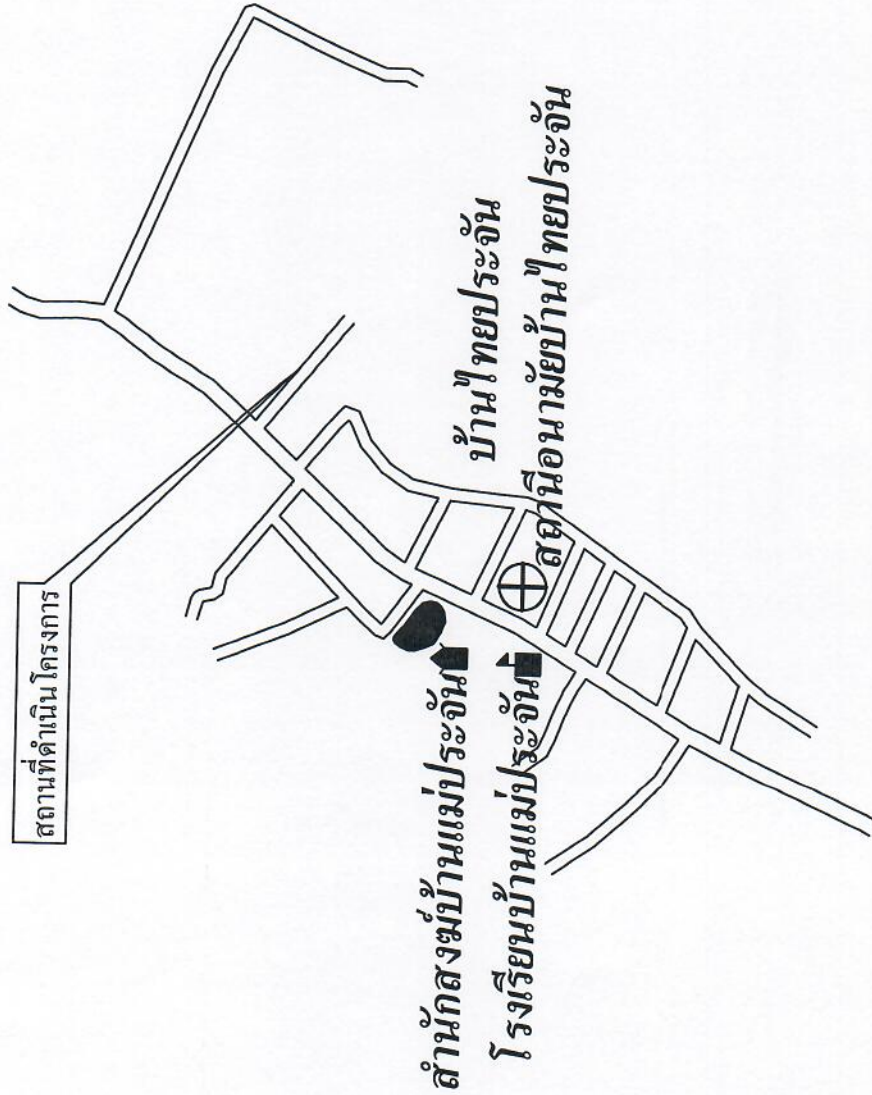 สถานที่ดำเนินโครงการ
สำนักสงฆ์บ้านแม่ประจัน
โรงเรียนบ้านแม่ประจัน
บ้านไทยประจัน
สถานีอนามัยบ้านไทยประจัน